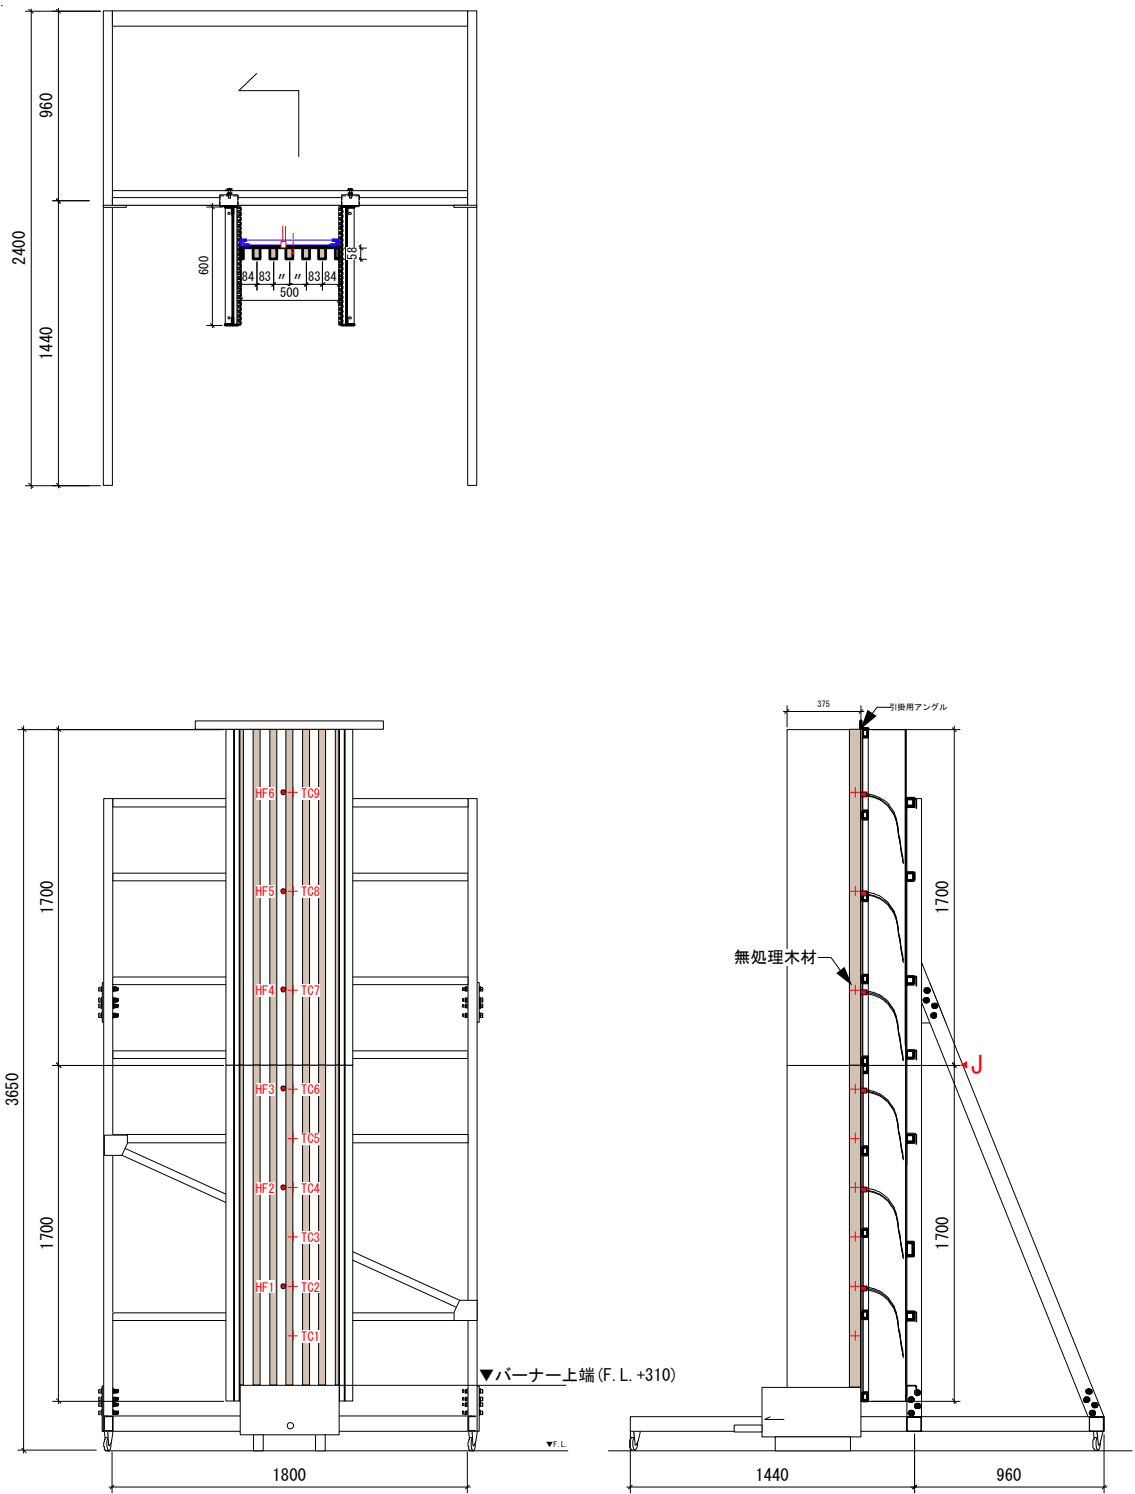 960
2400
1440
600
58
84 83 〃 〃 83 84
500
375
引掛用アングル
HF6 TC9
HF5 TC8
1700
1700
無処理木材
HF4 TC7
J
3650
HF3 TC6
TC5
HF2 TC4
1700
TC3
1700
HF1 TC2
TC1
▼バーナー上端(F.L.+310)
▼F.L.
1800
1440
960